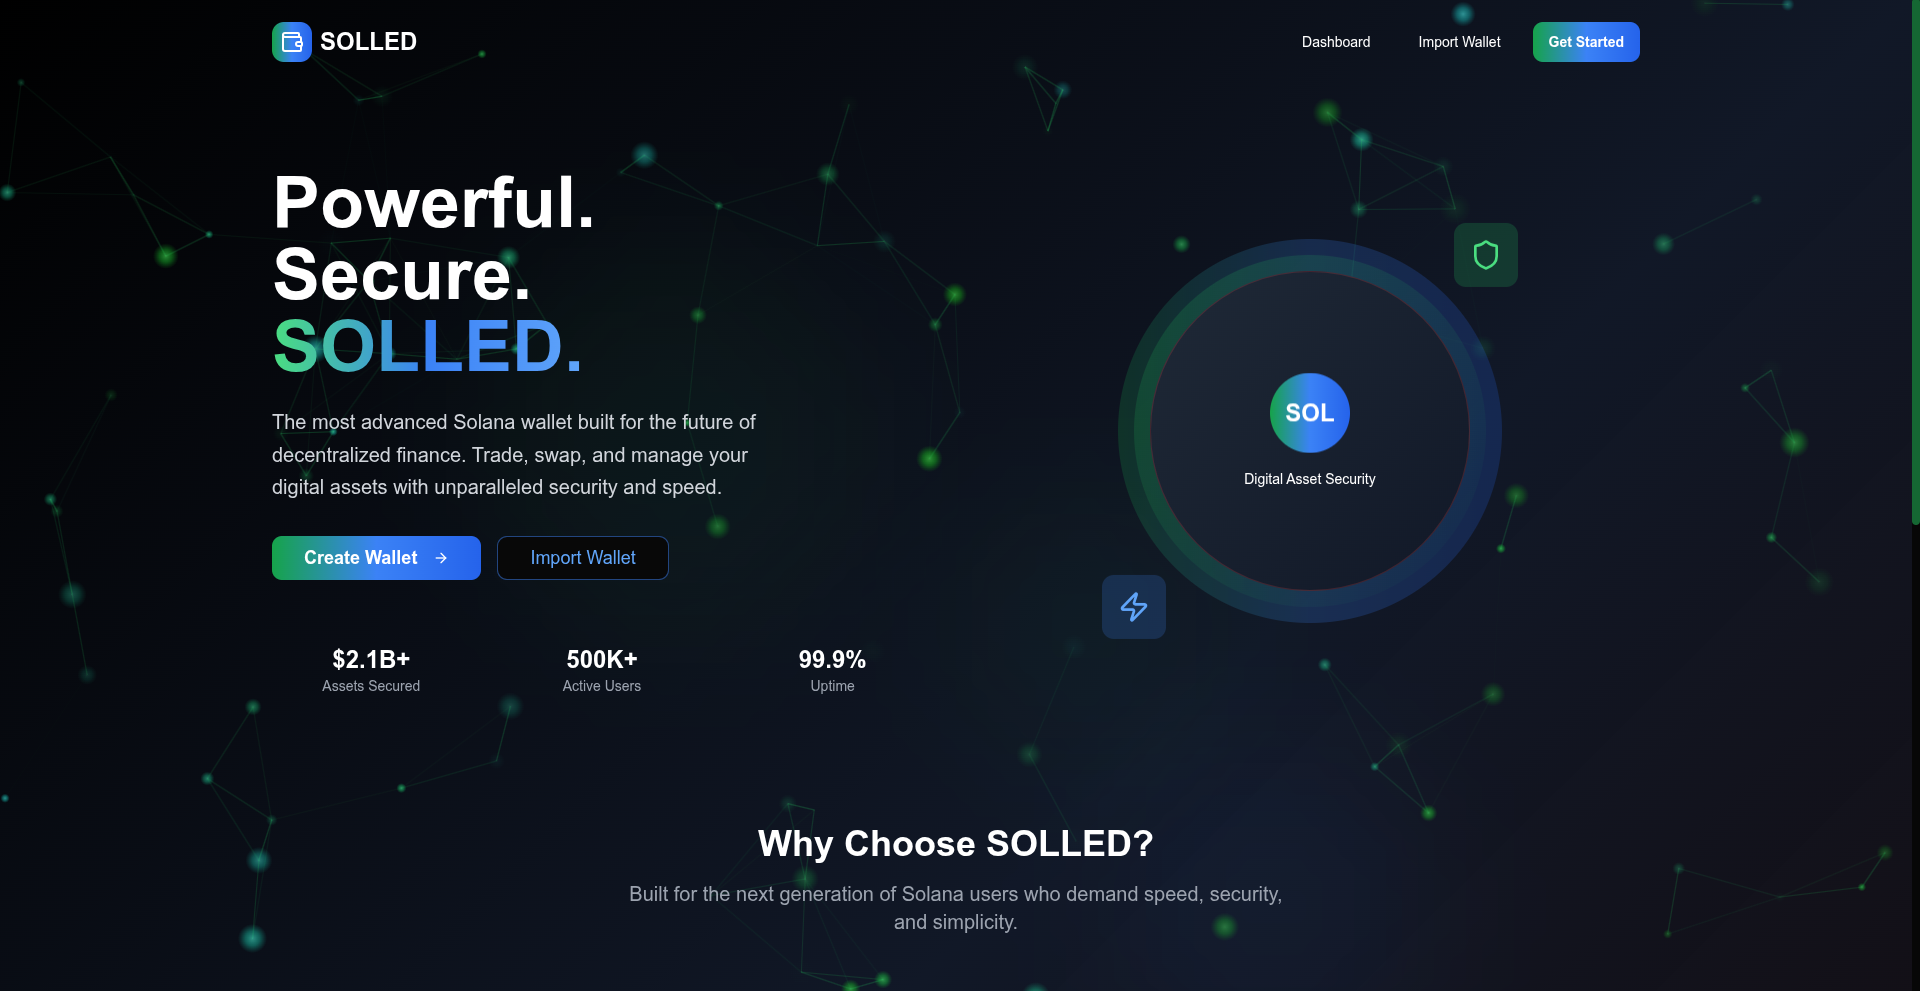 SOLLED
Dashboard
Import Wallet
Get Started
Powerful.
Secure.
SOLLED.
The most advanced Solana wallet built for the future of
decentralized finance. Trade, swap, and manage your
digital assets with unparalleled security and speed.
Create Wallet
Import Wallet
$2.1B+
Assets Secured
500K+
Active Users
99.9%
Uptime
SOL
Digital Asset Security
Why Choose SOLLED?
Built for the next generation of Solana users who demand speed, security,
and simplicity.